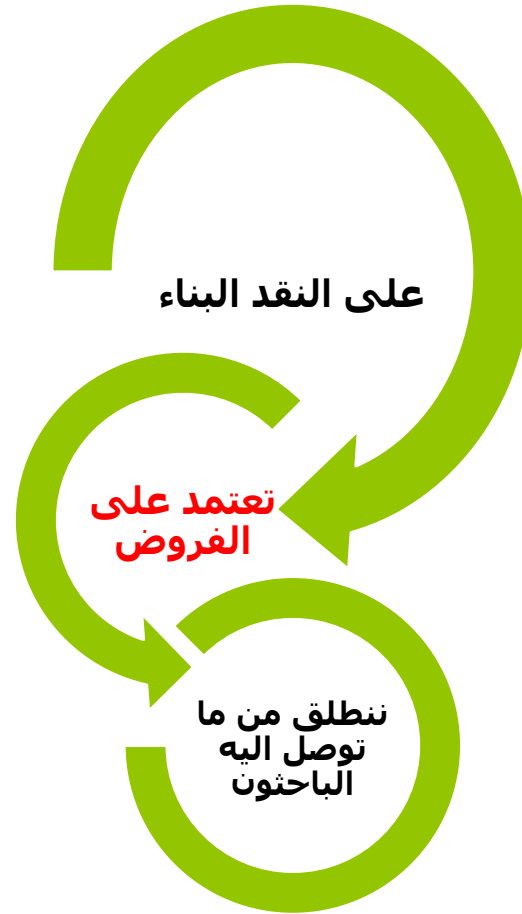 على النقد البناء
تعتمد على
الفروض
ننطلق من ما
توصل اليه
الباحثون